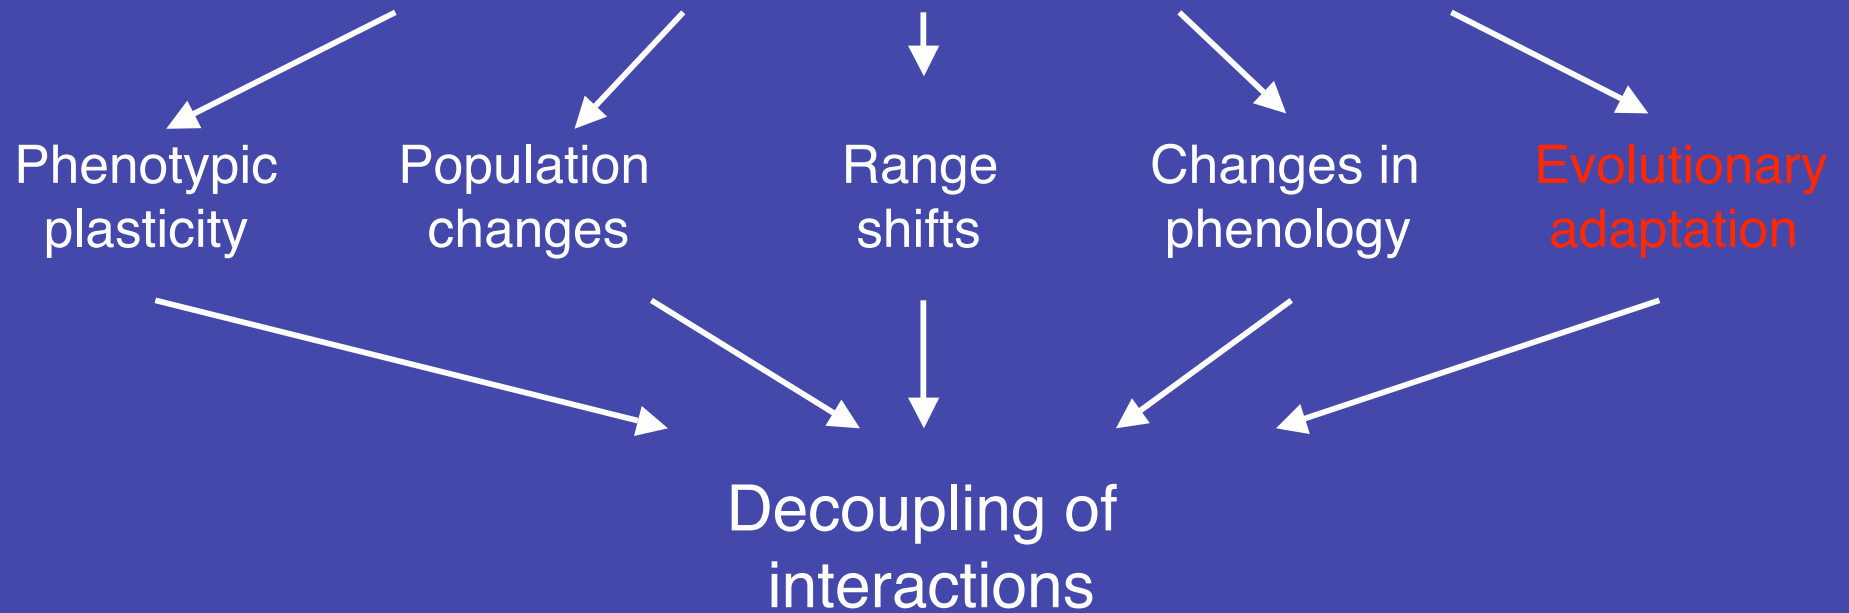 Phenotypic
plasticity
Population
changes
Range
shifts
Changes in
phenology
Evolutionary
adaptation
Decoupling of
interactions